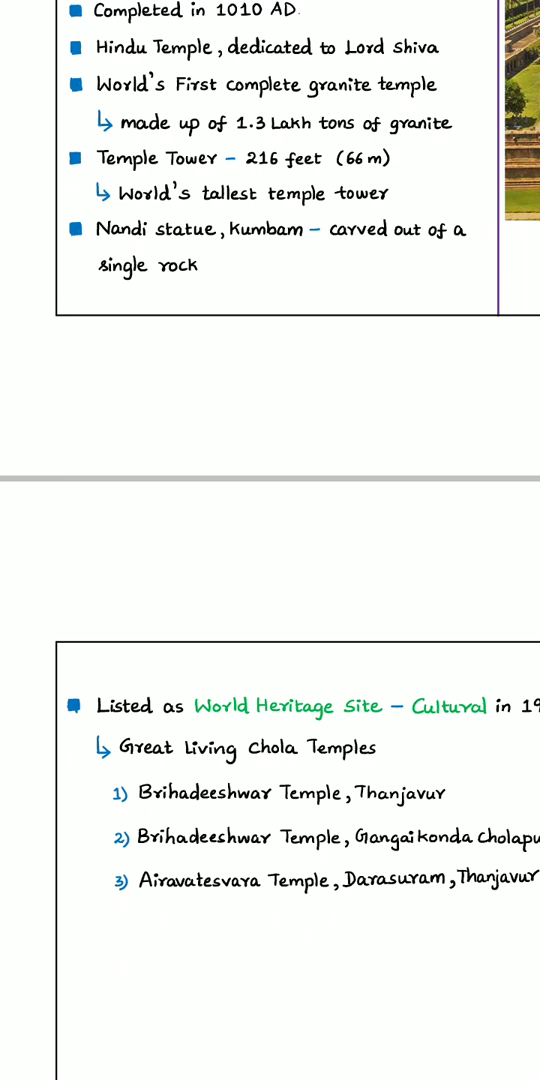 Completed in 1010 AD.
Hindu Temple, dedicated to Lord Shiva
World's First complete granite temple
↳ made up of 1.3 Lakh tons of granite
Temple Tower – 216 feet (66m)
↳ World's tallest temple tower
Nandi statue, Kumbam – carved out of a
single rock
Listed as World Heritage Site – Cultural in 19
↳ Great Living Chola Temples
1) Brihadeeshwar Temple, Thanjavur
2) Brihadeeshwar Temple, Gangaikonda Cholapu
3) Airavatesvara Temple, Darasuram, Thanjavur